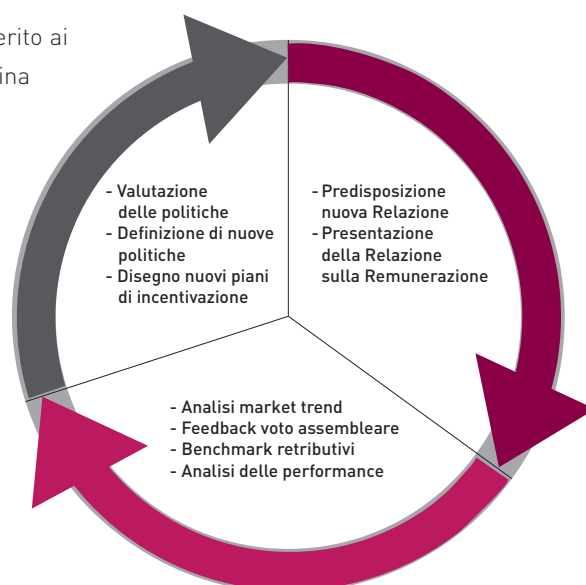 erito ai
ina
- Valutazione
delle politiche
- Definizione di nuove
politiche
- Disegno nuovi piani
di incentivazione
- Predisposizione
nuova Relazione
- Presentazione
della Relazione
sulla Remunerazione
- Analisi market trend
- Feedback voto assembleare
- Benchmark retributivi
- Analisi delle performance